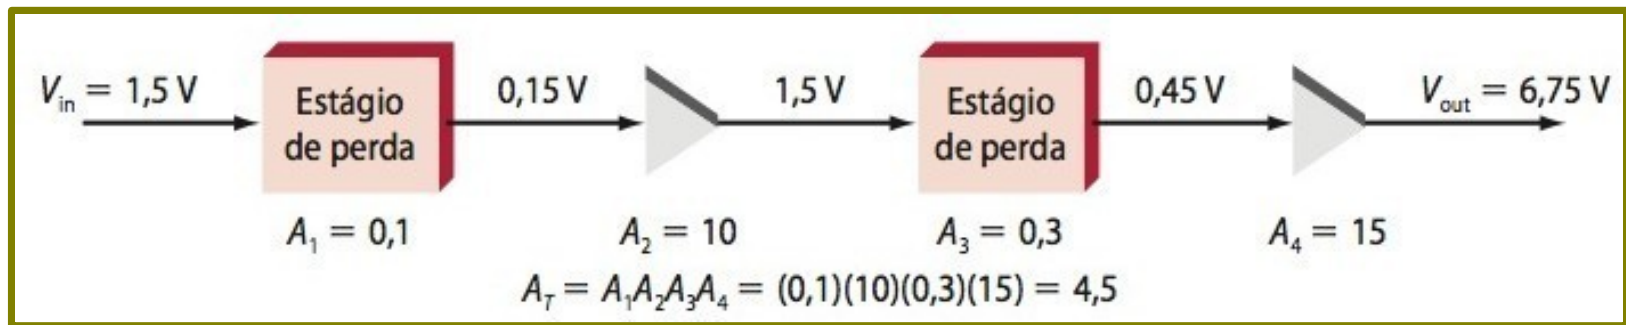 V_in = 1,5 V
Estágio
de perda
0,15 V
1,5 V
Estágio
de perda
0,45 V
V_out = 6,75 V
A₁ = 0,1
A₂ = 10
A₃ = 0,3
A₄ = 15
A_T = A₁A₂A₃A₄ = (0,1)(10)(0,3)(15) = 4,5